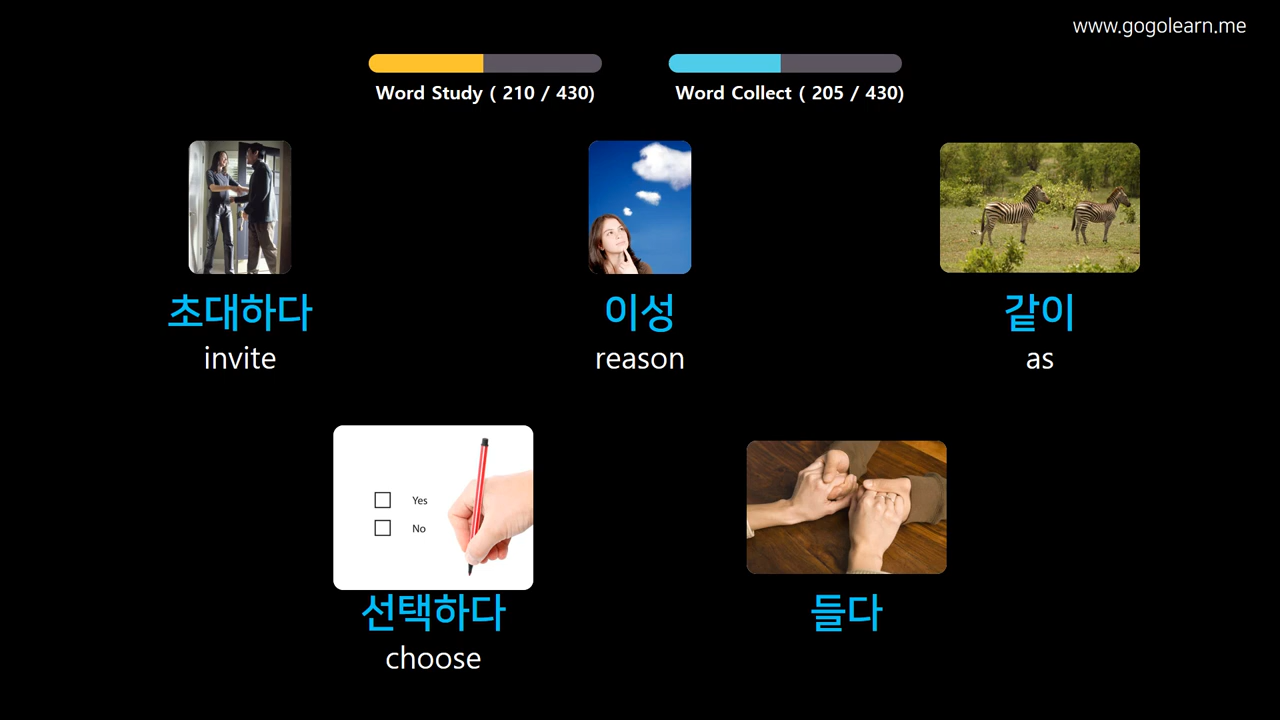 www.gogolearn.me
Word Study ( 210 / 430)
Word Collect ( 205 / 430)
초대하다
invite
이성
reason
같이
as
Yes
No
선택하다
choose
들다